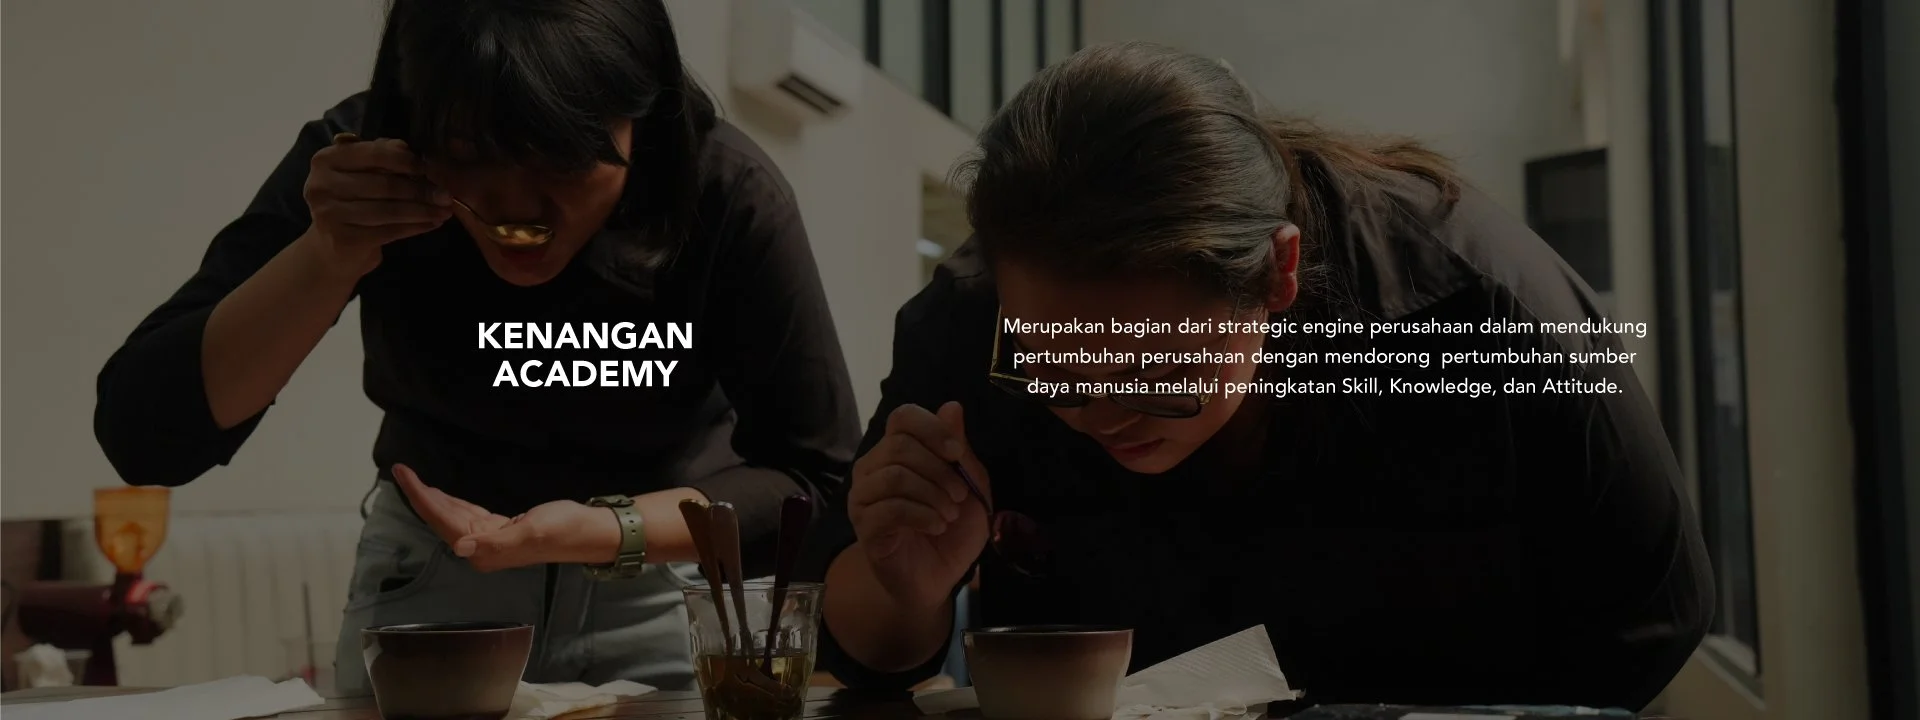 KENANGAN
ACADEMY
Merupakan bagian dari strategic engine perusahaan dalam mendukung
pertumbuhan perusahaan dengan mendorong  pertumbuhan sumber
daya manusia melalui peningkatan Skill, Knowledge, dan Attitude.